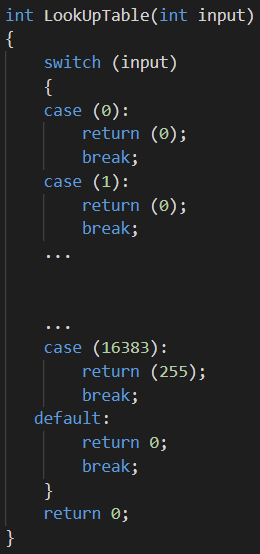 int LookUpTable(int input)
{
    switch (input)
    {
    case (0):
        return (0);
        break;
    case (1):
        return (0);
        break;
    ...
    ...
    case (16383):
        return (255);
        break;
   default:
        return 0;
        break;
    }
    return 0;
}